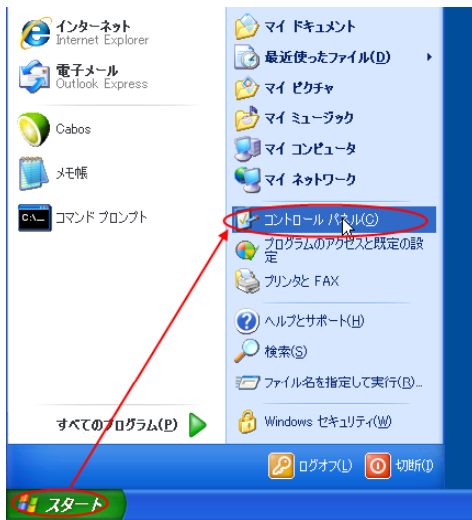 インターネット
Internet Explorer
電子メール
Outlook Express
Cabos
メモ帳
コマンド プロンプト
すべてのプログラム(P)
マイ ドキュメント
最近使ったファイル(D)
マイ ピクチャ
マイ ミュージック
マイ コンピュータ
マイ ネットワーク
コントロール パネル(C)
プログラムのアクセスと既定の設
定
プリンタと FAX
ヘルプとサポート(H)
検索(S)
ファイル名を指定して実行(R)...
Windows セキュリティ(W)
ログオフ(L)
切断(I)
スタート